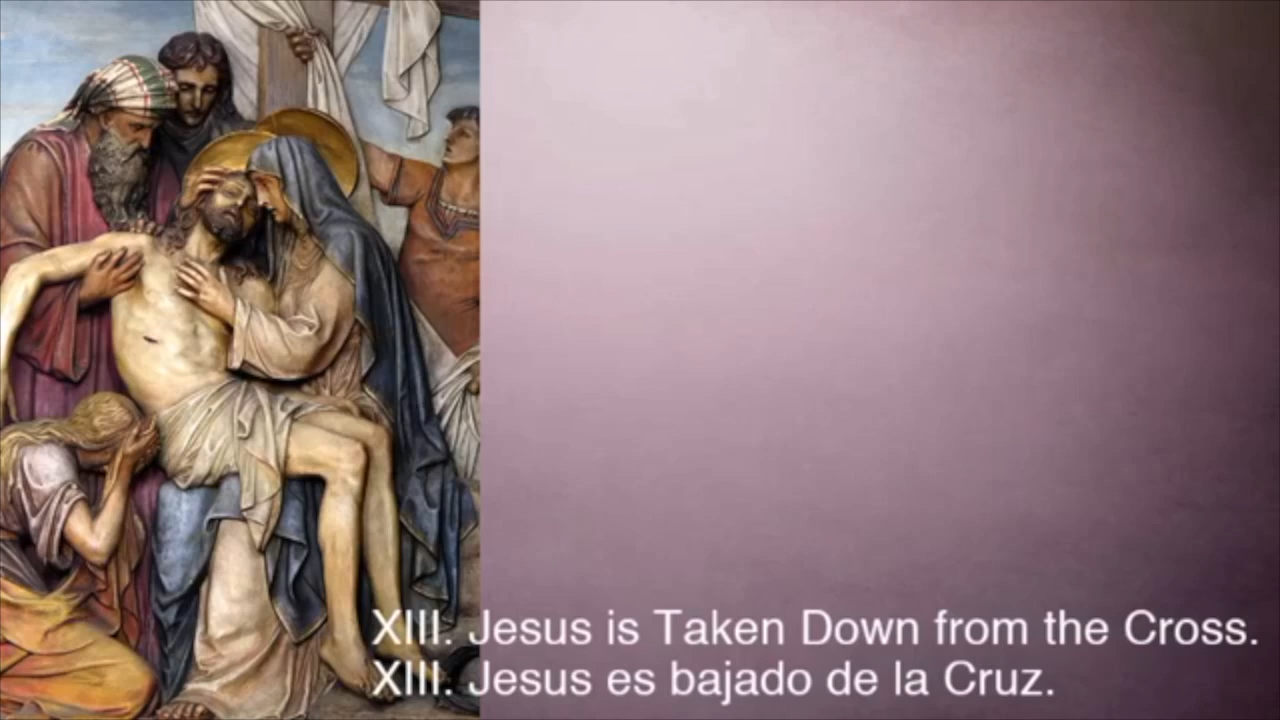 XIII. Jesus is Taken Down from the Cross.
XIII. Jesus es bajado de la Cruz.